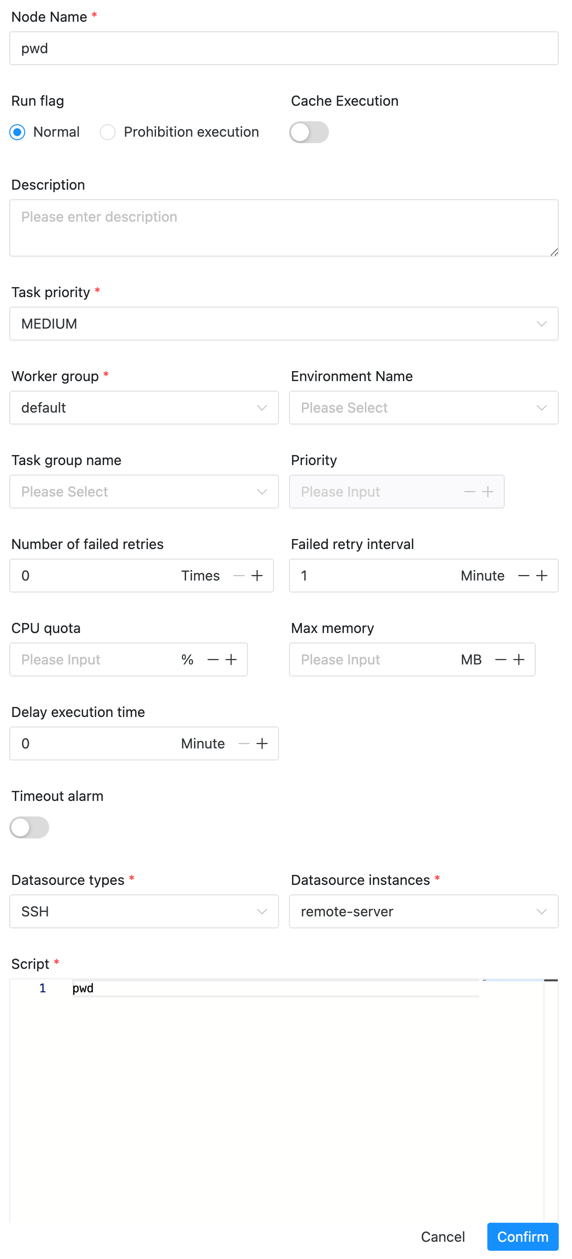 Node Name *
pwd
Run flag Cache Execution
Normal Prohibition execution
Description
Please enter description
Task priority *
MEDIUM
Worker group * Environment Name
default Please Select
Task group name Priority
Please Select Please Input
Number of failed retries Failed retry interval
0 Times 1 Minute
CPU quota Max memory
Please Input % Please Input MB
Delay execution time
0 Minute
Timeout alarm
Datasource types * Datasource instances *
SSH remote-server
Script *
1 pwd
Cancel Confirm